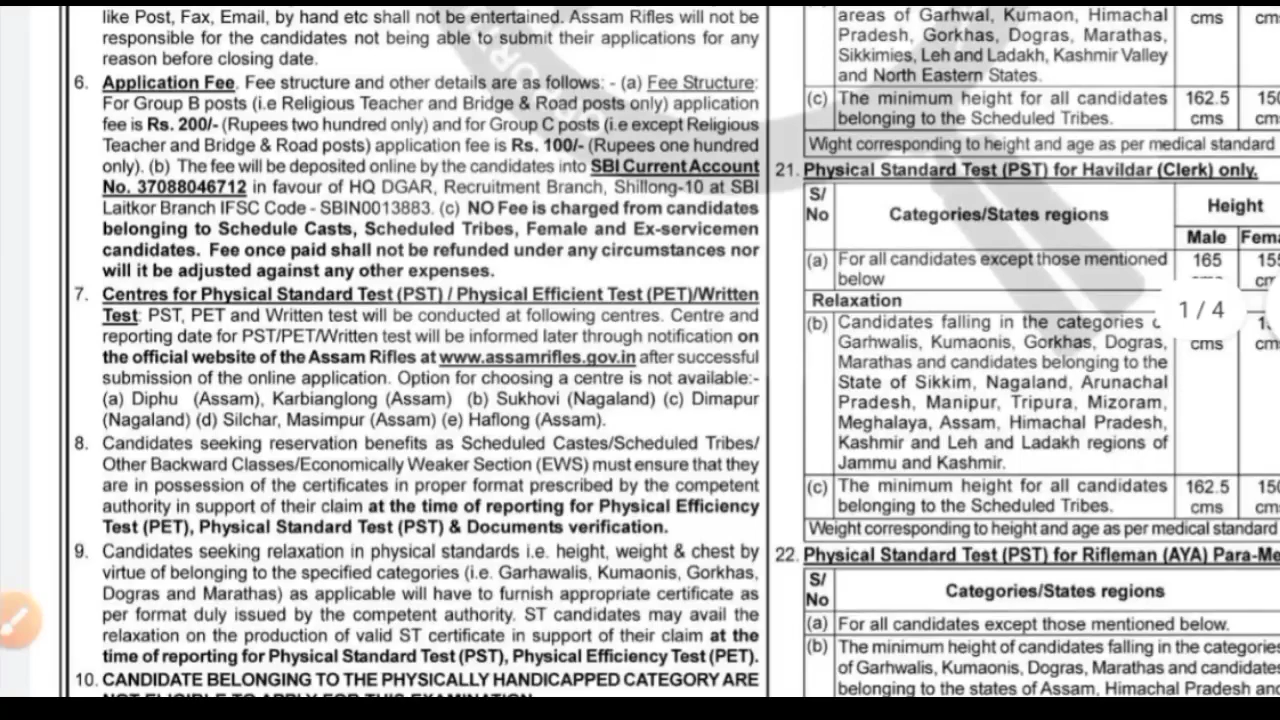 like Post, Fax, Email, by hand etc shall not be entertained. Assam Rifles will not be
responsible for the candidates not being able to submit their applications for any
reason before closing date.
6. Application Fee. Fee structure and other details are as follows: - (a) Fee Structure:
For Group B posts (i.e Religious Teacher and Bridge & Road posts only) application
fee is Rs. 200/- (Rupees two hundred only) and for Group C posts (i.e except Religious
Teacher and Bridge & Road posts) application fee is Rs. 100/- (Rupees one hundred
only). (b) The fee will be deposited online by the candidates into SBI Current Account
No. 37088046712 in favour of HQ DGAR, Recruitment Branch, Shillong-10 at SBI
Laitkor Branch IFSC Code - SBIN0013883. (c) NO Fee is charged from candidates
belonging to Schedule Casts, Scheduled Tribes, Female and Ex-servicemen
candidates. Fee once paid shall not be refunded under any circumstances nor
will it be adjusted against any other expenses.
7. Centres for Physical Standard Test (PST) / Physical Efficient Test (PET)/Written
Test: PST, PET and Written test will be conducted at following centres. Centre and
reporting date for PST/PET/Written test will be informed later through notification on
the official website of the Assam Rifles at www.assamrifles.gov.in after successful
submission of the online application. Option for choosing a centre is not available:-
(a) Diphu (Assam), Karbianglong (Assam) (b) Sukhovi (Nagaland) (c) Dimapur
(Nagaland) (d) Silchar, Masimpur (Assam) (e) Haflong (Assam).
8. Candidates seeking reservation benefits as Scheduled Castes/Scheduled Tribes/
Other Backward Classes/Economically Weaker Section (EWS) must ensure that they
are in possession of the certificates in proper format prescribed by the competent
authority in support of their claim at the time of reporting for Physical Efficiency
Test (PET), Physical Standard Test (PST) & Documents verification.
9. Candidates seeking relaxation in physical standards i.e. height, weight & chest by
virtue of belonging to the specified categories (i.e. Garhawalis, Kumaonis, Gorkhas,
Dogras and Marathas) as applicable will have to furnish appropriate certificate as
per format duly issued by the competent authority. ST candidates may avail the
relaxation on the production of valid ST certificate in support of their claim at the
time of reporting for Physical Standard Test (PST), Physical Efficiency Test (PET).
10. CANDIDATE BELONGING TO THE PHYSICALLY HANDICAPPED CATEGORY ARE
areas of Garhwal, Kumaon, Himachal cms cms
Pradesh, Gorkhas, Dogras, Marathas,
Sikkimies, Leh and Ladakh, Kashmir Valley
and North Eastern States.
(c) The minimum height for all candidates 162.5 150
belonging to the Scheduled Tribes. cms cms
Wight corresponding to height and age as per medical standard
21. Physical Standard Test (PST) for Havildar (Clerk) only.
S/ Height
No Categories/States regions
Male Fema
(a) For all candidates except those mentioned 165 155
below
Relaxation
1 / 4
(b) Candidates falling in the categories
Garhwalis, Kumaonis, Gorkhas, Dogras, cms
Marathas and candidates belonging to the
State of Sikkim, Nagaland, Arunachal
Pradesh, Manipur, Tripura, Mizoram,
Meghalaya, Assam, Himachal Pradesh,
Kashmir and Leh and Ladakh regions of
Jammu and Kashmir.
(c) The minimum height for all candidates 162.5 150
belonging to the Scheduled Tribes. cms cms
Weight corresponding to height and age as per medical standard
22. Physical Standard Test (PST) for Rifleman (AYA) Para-Me
S/
No Categories/States regions
(a) For all candidates except those mentioned below.
(b) The minimum height of candidates falling in the categories
of Garhwalis, Kumaonis, Dogras, Marathas and candidates
belonging to the states of Assam, Himachal Pradesh and